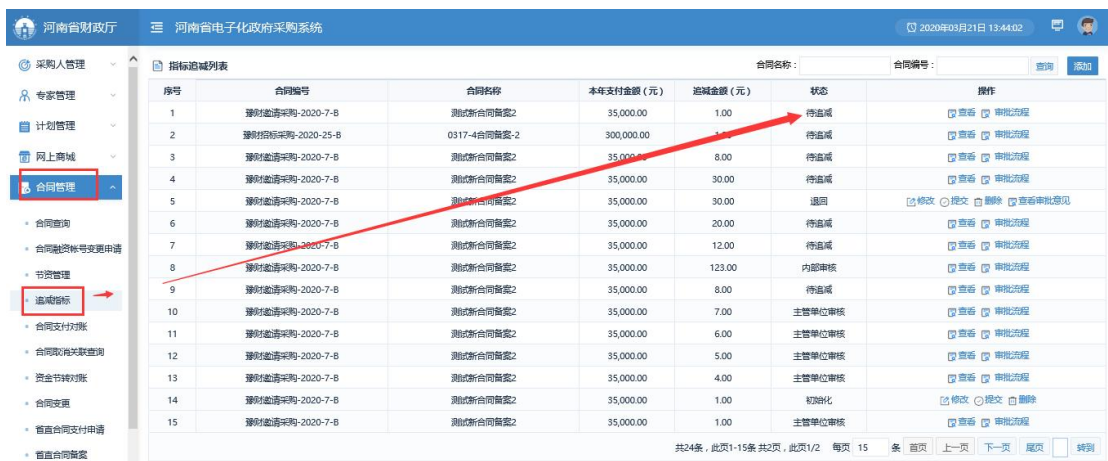 河南省财政厅 河南省电子化政府采购系统 2020年03月21日 13:44:02
采购人管理
专家管理
计划管理
网上商城
合同管理
合同查询
合同融资帐号变更申请
节资管理
追减指标
合同支付对账
合同取消关联查询
资金节转对账
合同变更
省直合同支付申请
省直合同备案
指标追减列表 合同名称： 合同编号： 查询 添加
序号 合同编号 合同名称 本年支付金额（元） 追减金额（元） 状态 操作
1 豫财邀请采购-2020-7-B 测试新合同备案2 35,000.00 1.00 待追减 查看 审批流程
2 豫财招标采购-2020-25-B 0317-4合同备案-2 300,000.00 待追减 查看 审批流程
3 豫财邀请采购-2020-7-B 测试新合同备案2 35,000.00 8.00 待追减 查看 审批流程
4 豫财邀请采购-2020-7-B 测试新合同备案2 35,000.00 30.00 待追减 查看 审批流程
5 豫财邀请采购-2020-7-B 测试新合同备案2 35,000.00 30.00 退回 修改 提交 删除 查看审批意见
6 豫财邀请采购-2020-7-B 测试新合同备案2 35,000.00 20.00 待追减 查看 审批流程
7 豫财邀请采购-2020-7-B 测试新合同备案2 35,000.00 12.00 待追减 查看 审批流程
8 豫财邀请采购-2020-7-B 测试新合同备案2 35,000.00 123.00 内部审核 查看 审批流程
9 豫财邀请采购-2020-7-B 测试新合同备案2 35,000.00 8.00 待追减 查看 审批流程
10 豫财邀请采购-2020-7-B 测试新合同备案2 35,000.00 7.00 主管单位审核 查看 审批流程
11 豫财邀请采购-2020-7-B 测试新合同备案2 35,000.00 6.00 主管单位审核 查看 审批流程
12 豫财邀请采购-2020-7-B 测试新合同备案2 35,000.00 5.00 主管单位审核 查看 审批流程
13 豫财邀请采购-2020-7-B 测试新合同备案2 35,000.00 4.00 主管单位审核 查看 审批流程
14 豫财邀请采购-2020-7-B 测试新合同备案2 35,000.00 1.00 初始化 修改 提交 删除
15 豫财邀请采购-2020-7-B 测试新合同备案2 35,000.00 1.00 主管单位审核 查看 审批流程
共24条，此页1-15条 共2页，此页1/2 每页 15 条 首页 上一页 下一页 尾页 转到